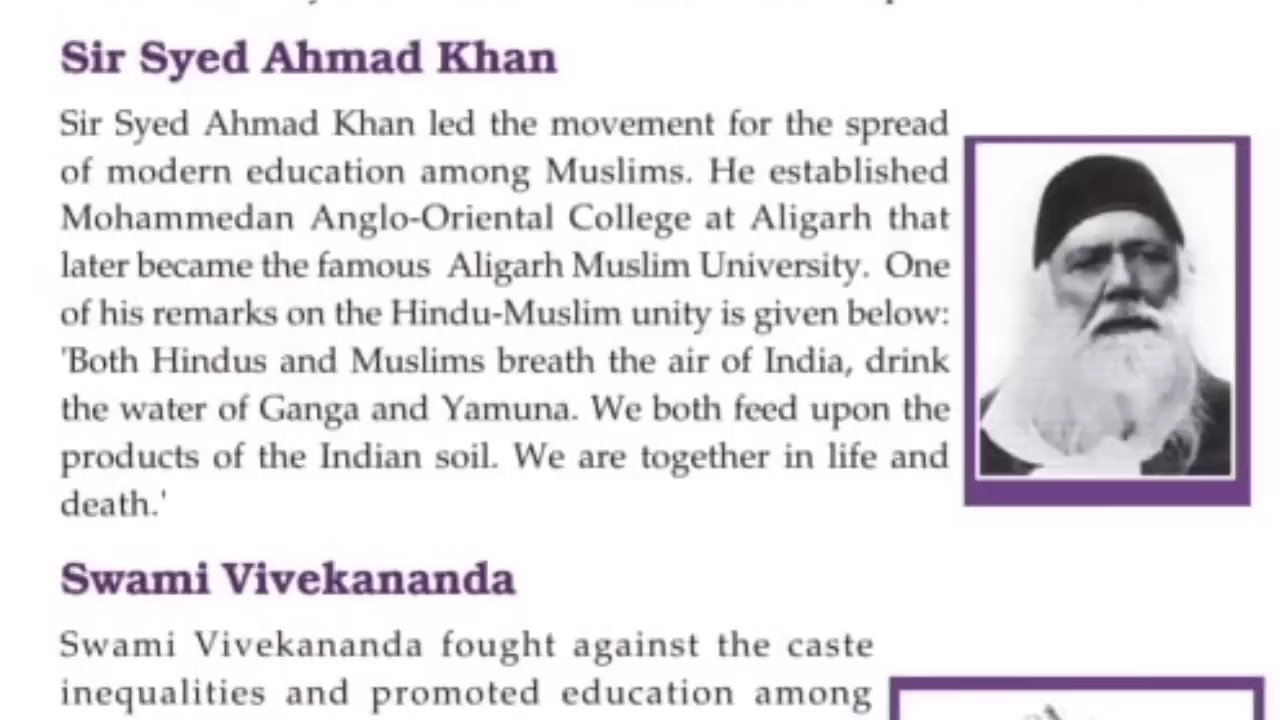 Sir Syed Ahmad Khan
Sir Syed Ahmad Khan led the movement for the spread
of modern education among Muslims. He established
Mohammedan Anglo-Oriental College at Aligarh that
later became the famous Aligarh Muslim University. One
of his remarks on the Hindu-Muslim unity is given below:
'Both Hindus and Muslims breath the air of India, drink
the water of Ganga and Yamuna. We both feed upon the
products of the Indian soil. We are together in life and
death.'
Swami Vivekananda
Swami Vivekananda fought against the caste
inequalities and promoted education among